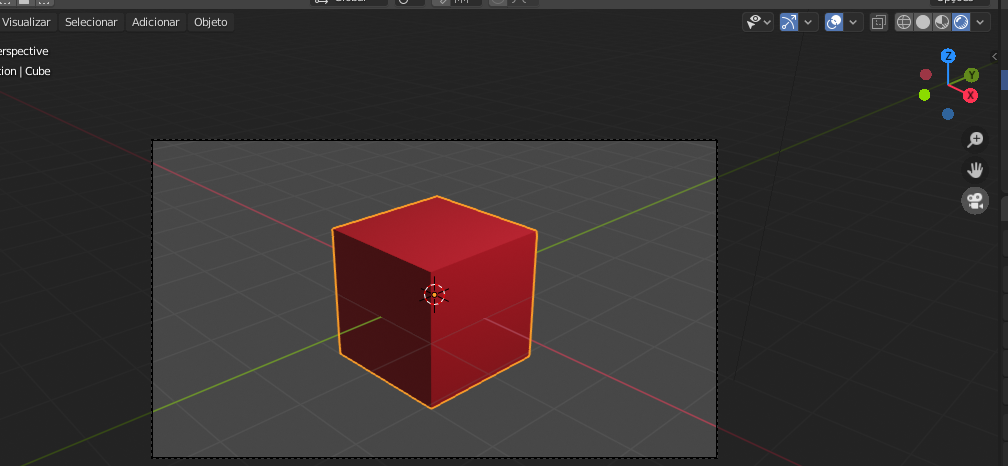 Visualizar Selecionar Adicionar Objeto
erspective
tion | Cube
Z
Y
X